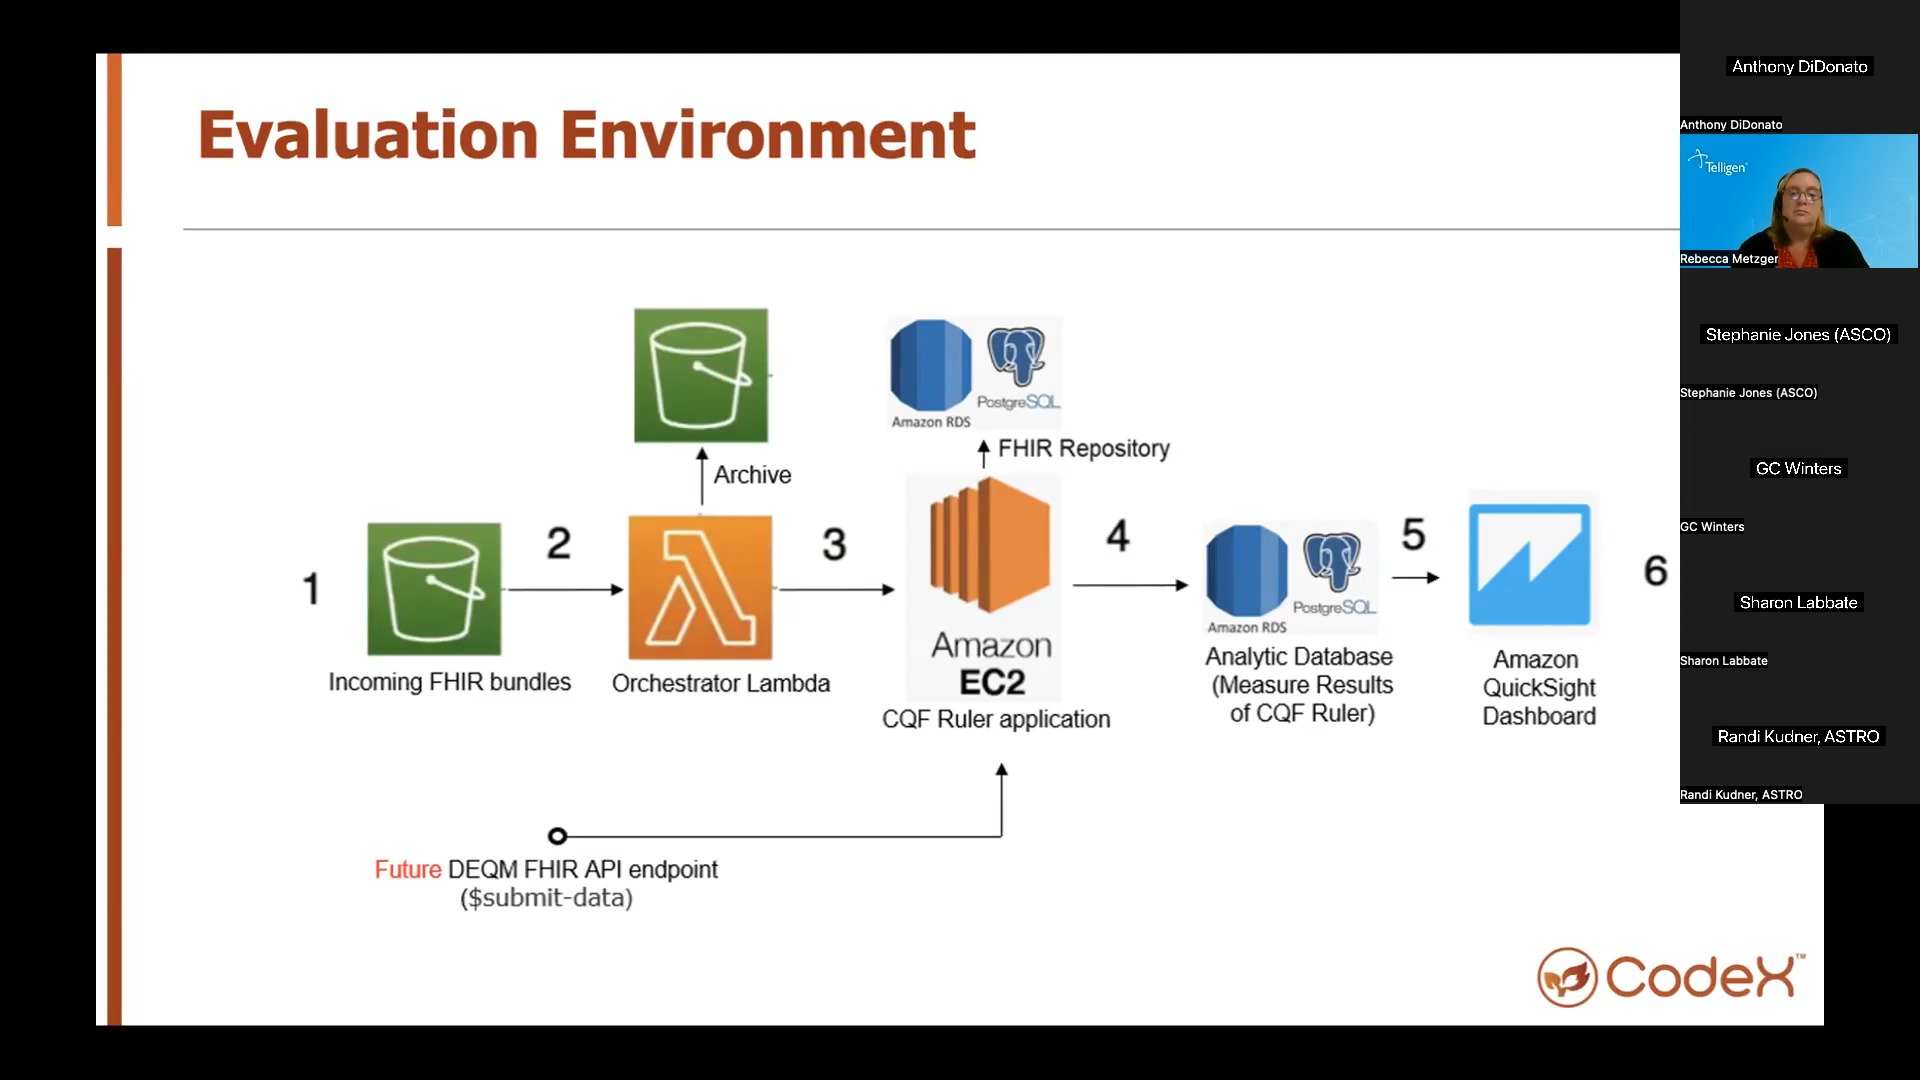 Evaluation Environment
Amazon RDS
PostgreSQL
Archive
FHIR Repository
1
2
3
4
5
6
Incoming FHIR bundles
Orchestrator Lambda
Amazon
EC2
CQF Ruler application
Amazon RDS
PostgreSQL
Analytic Database
(Measure Results
of CQF Ruler)
Amazon
QuickSight
Dashboard
Future DEQM FHIR API endpoint
($submit-data)
CodeX™
Anthony DiDonato
Anthony DiDonato
Telligen
Rebecca Metzger
Stephanie Jones (ASCO)
Stephanie Jones (ASCO)
GC Winters
GC Winters
Sharon Labbate
Sharon Labbate
Randi Kudner, ASTRO
Randi Kudner, ASTRO